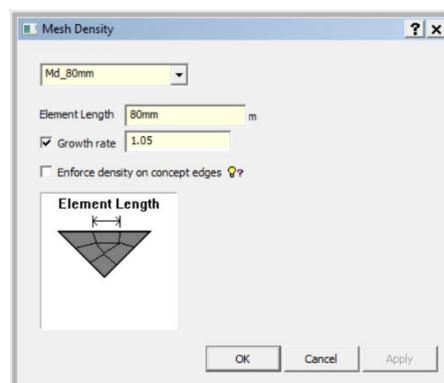 Mesh Density
Md_80mm
Element Length 80mm m
Growth rate 1.05
Enforce density on concept edges ?
Element Length
OK Cancel Apply